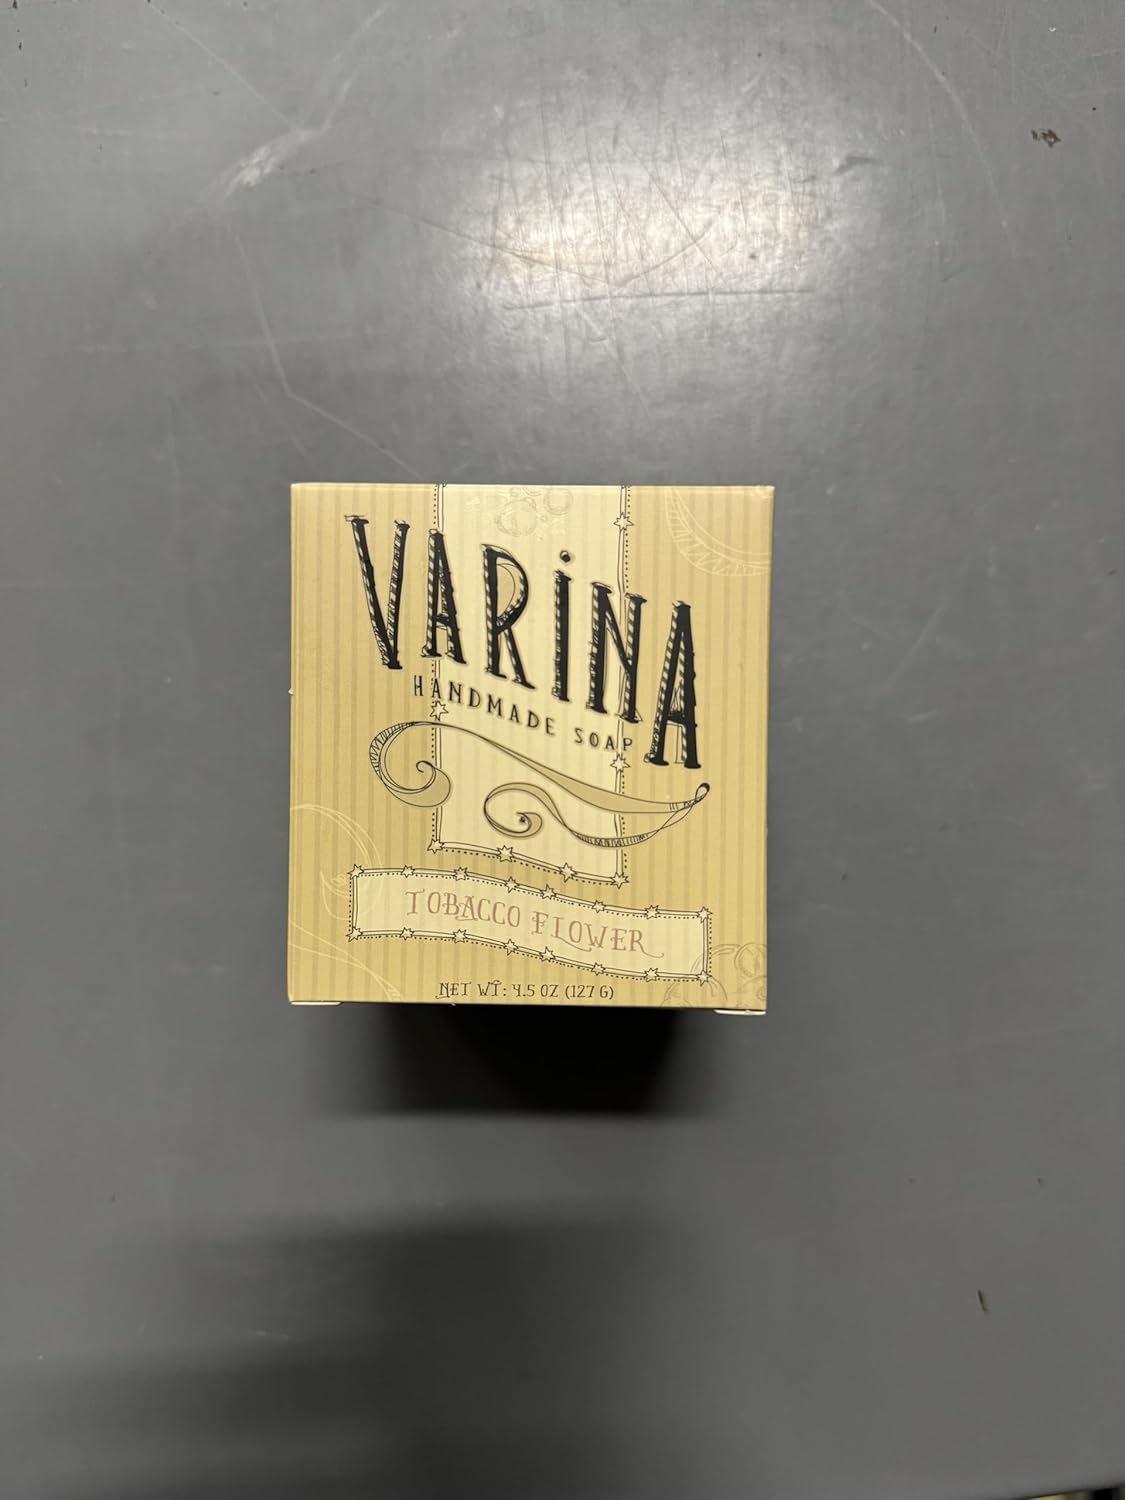 VARiNA
HANDMADE SOAP
TOBACCO FLOWER
NET WT: 4.5 OZ (127 G)